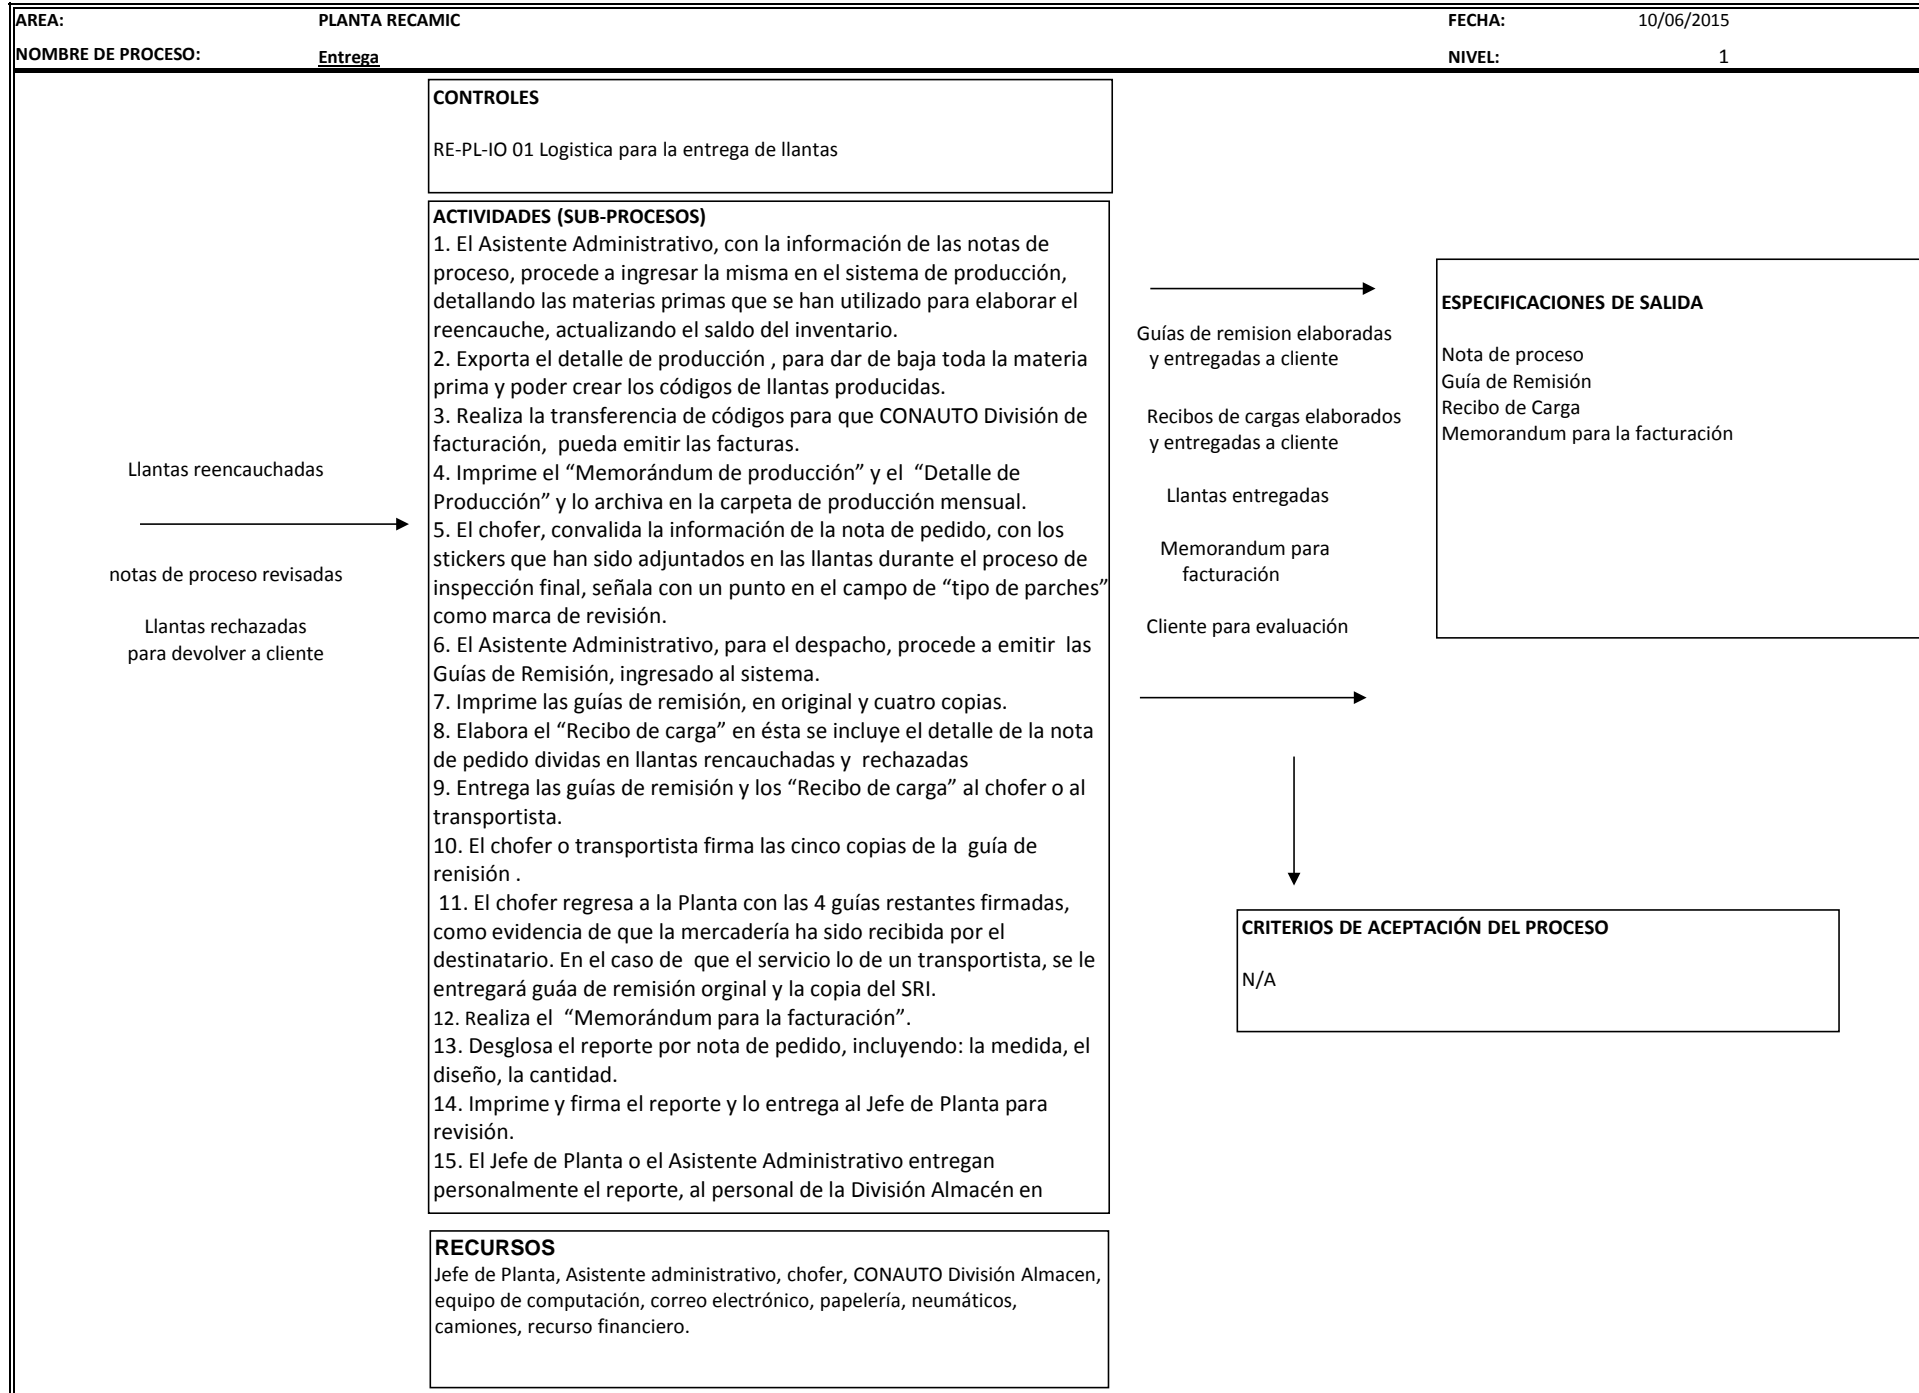 AREA: PLANTA RECAMIC FECHA: 10/06/2015
NOMBRE DE PROCESO: Entrega NIVEL: 1
CONTROLES
RE-PL-IO 01 Logistica para la entrega de llantas
Llantas reencauchadas
notas de proceso revisadas
Llantas rechazadas
para devolver a cliente
ACTIVIDADES (SUB-PROCESOS)
1. El Asistente Administrativo, con la información de las notas de
proceso, procede a ingresar la misma en el sistema de producción,
detallando las materias primas que se han utilizado para elaborar el
reencauche, actualizando el saldo del inventario.
2. Exporta el detalle de producción , para dar de baja toda la materia
prima y poder crear los códigos de llantas producidas.
3. Realiza la transferencia de códigos para que CONAUTO División de
facturación, pueda emitir las facturas.
4. Imprime el “Memorándum de producción” y el “Detalle de
Producción” y lo archiva en la carpeta de producción mensual.
5. El chofer, convalida la información de la nota de pedido, con los
stickers que han sido adjuntados en las llantas durante el proceso de
inspección final, señala con un punto en el campo de “tipo de parches”
como marca de revisión.
6. El Asistente Administrativo, para el despacho, procede a emitir las
Guías de Remisión, ingresado al sistema.
7. Imprime las guías de remisión, en original y cuatro copias.
8. Elabora el “Recibo de carga” en ésta se incluye el detalle de la nota
de pedido dividas en llantas rencauchadas y rechazadas
9. Entrega las guías de remisión y los “Recibo de carga” al chofer o al
transportista.
10. El chofer o transportista firma las cinco copias de la guía de
renisión .
11. El chofer regresa a la Planta con las 4 guías restantes firmadas,
como evidencia de que la mercadería ha sido recibida por el
destinatario. En el caso de que el servicio lo de un transportista, se le
entregará guáa de remisión orginal y la copia del SRI.
12. Realiza el “Memorándum para la facturación”.
13. Desglosa el reporte por nota de pedido, incluyendo: la medida, el
diseño, la cantidad.
14. Imprime y firma el reporte y lo entrega al Jefe de Planta para
revisión.
15. El Jefe de Planta o el Asistente Administrativo entregan
personalmente el reporte, al personal de la División Almacén en
Guías de remision elaboradas
y entregadas a cliente
Recibos de cargas elaborados
y entregadas a cliente
Llantas entregadas
Memorandum para
facturación
Cliente para evaluación
ESPECIFICACIONES DE SALIDA
Nota de proceso
Guía de Remisión
Recibo de Carga
Memorandum para la facturación
CRITERIOS DE ACEPTACIÓN DEL PROCESO
N/A
RECURSOS
Jefe de Planta, Asistente administrativo, chofer, CONAUTO División Almacen,
equipo de computación, correo electrónico, papelería, neumáticos,
camiones, recurso financiero.